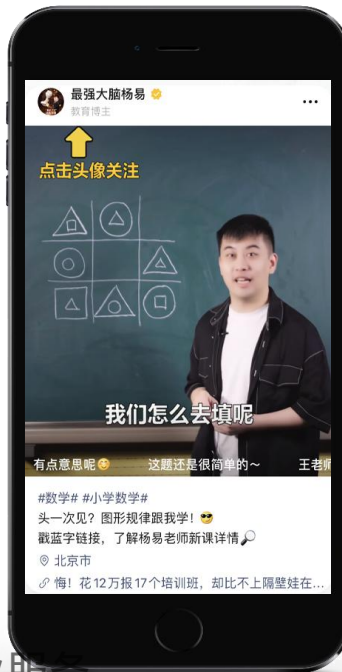 最强大脑杨易
教育博主
点击头像关注
我们怎么去填呢
有点意思呢😊 这题还是很简单的～ 王老师
#数学# #小学数学#
头一次见？图形规律跟我学！😎
戳蓝字链接，了解杨易老师新课详情🔎
北京市
悔！花12万报17个培训班，却比不上隔壁娃在...